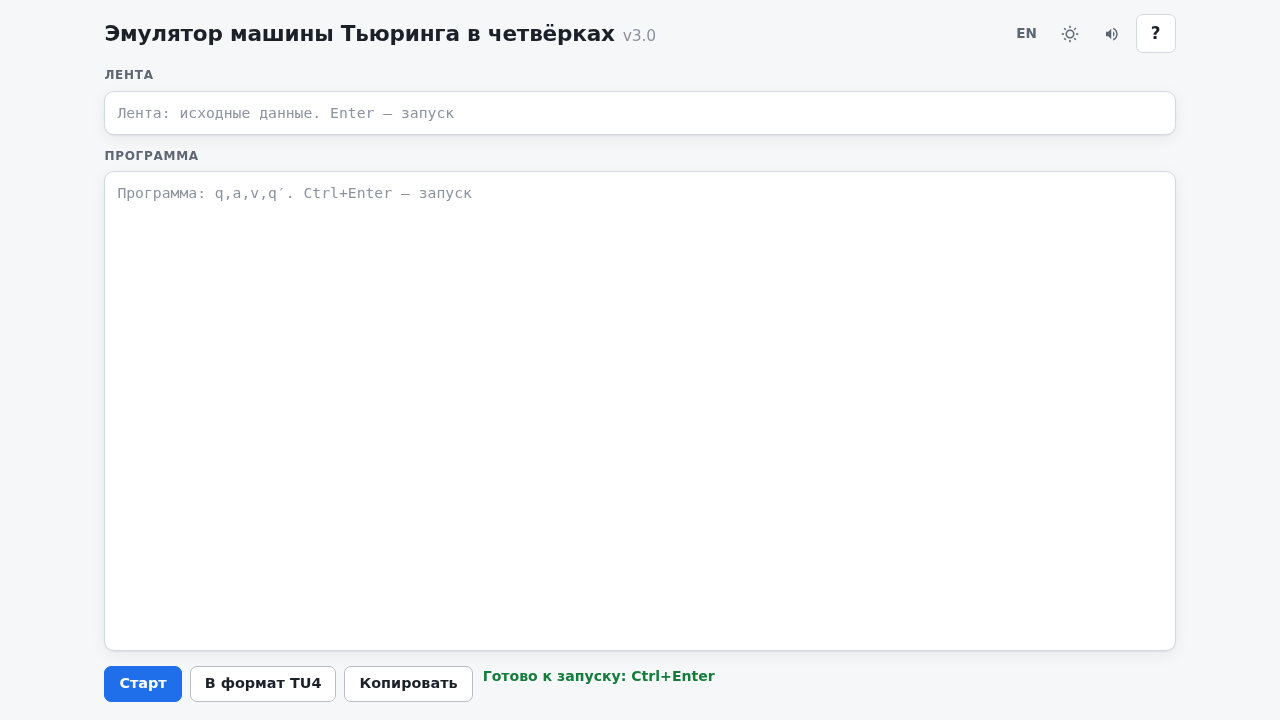 Эмулятор машины Тьюринга в четвёрках v3.0
EN
?
ЛЕНТА
Лента: исходные данные. Enter — запуск
ПРОГРАММА
Программа: q,a,v,q′. Ctrl+Enter — запуск
Старт
В формат TU4
Копировать
Готово к запуску: Ctrl+Enter